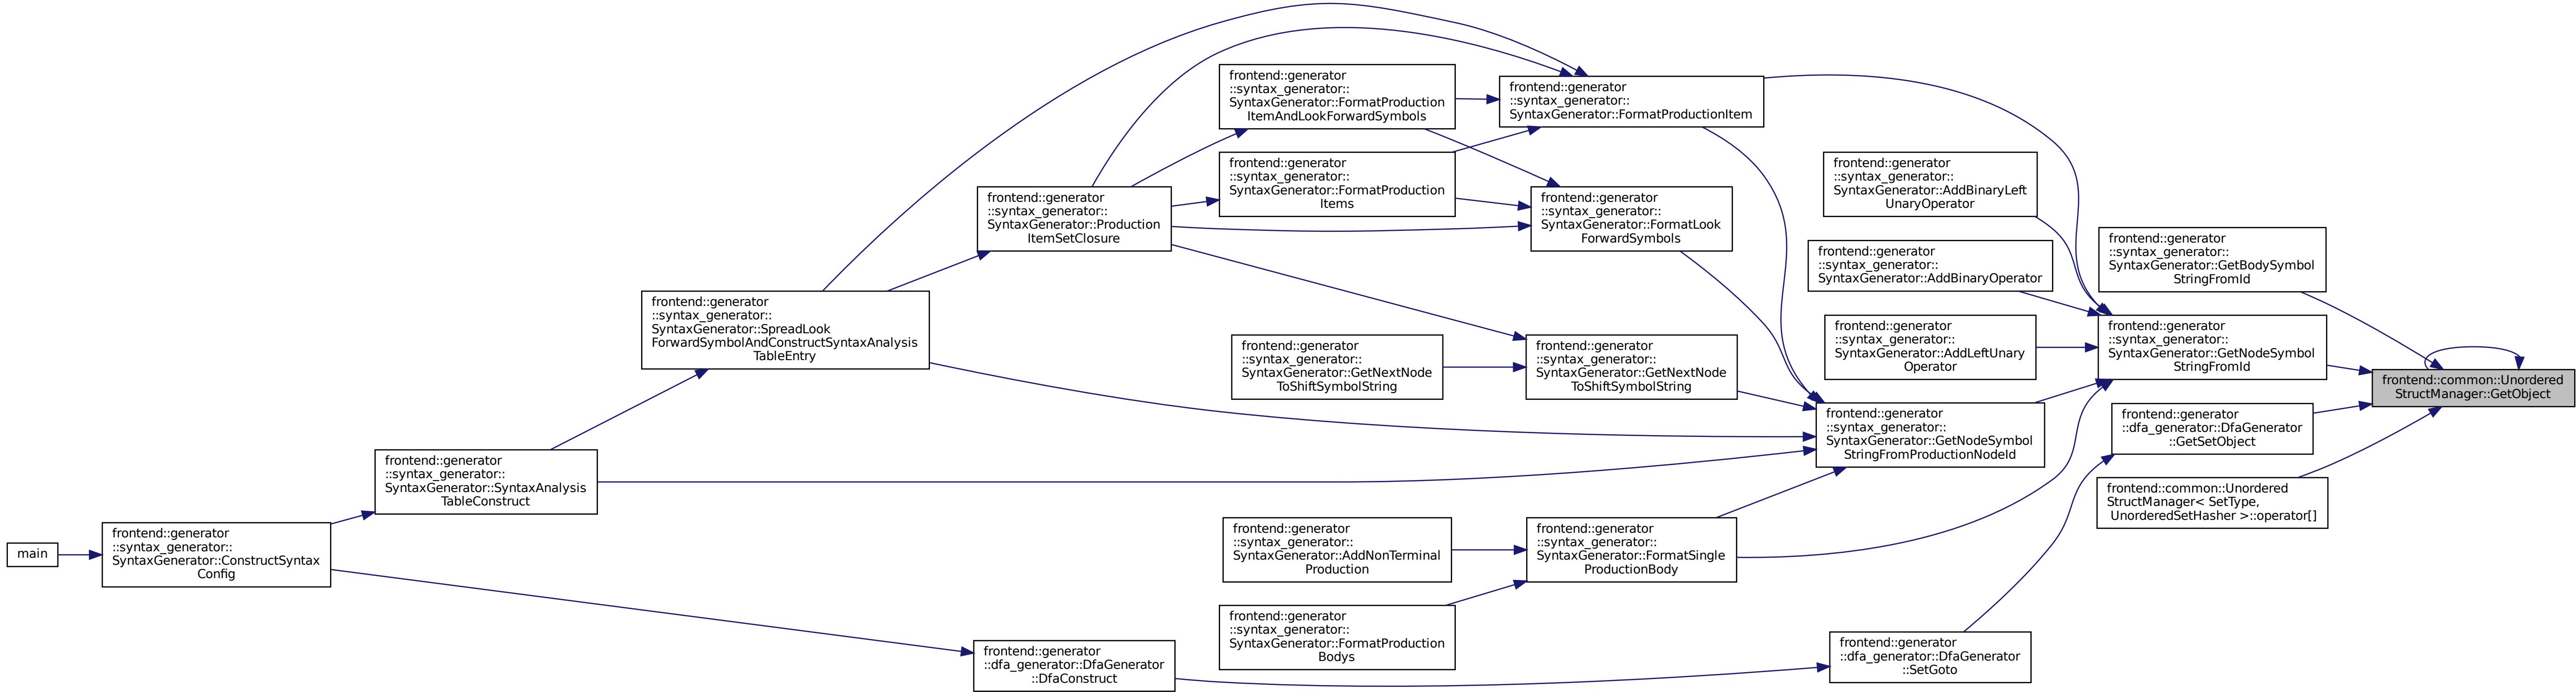 main
frontend::generator
::syntax_generator::
SyntaxGenerator::ConstructSyntax
Config
frontend::generator
::syntax_generator::
SyntaxGenerator::SyntaxAnalysis
TableConstruct
frontend::generator
::syntax_generator::
SyntaxGenerator::SpreadLook
ForwardSymbolAndConstructSyntaxAnalysis
TableEntry
frontend::generator
::syntax_generator::
SyntaxGenerator::Production
ItemSetClosure
frontend::generator
::dfa_generator::DfaGenerator
::DfaConstruct
frontend::generator
::syntax_generator::
SyntaxGenerator::FormatProduction
ItemAndLookForwardSymbols
frontend::generator
::syntax_generator::
SyntaxGenerator::FormatProduction
Items
frontend::generator
::syntax_generator::
SyntaxGenerator::GetNextNode
ToShiftSymbolString
frontend::generator
::syntax_generator::
SyntaxGenerator::AddNonTerminal
Production
frontend::generator
::syntax_generator::
SyntaxGenerator::FormatProduction
Bodys
frontend::generator
::syntax_generator::
SyntaxGenerator::FormatProductionItem
frontend::generator
::syntax_generator::
SyntaxGenerator::FormatLook
ForwardSymbols
frontend::generator
::syntax_generator::
SyntaxGenerator::GetNextNode
ToShiftSymbolString
frontend::generator
::syntax_generator::
SyntaxGenerator::FormatSingle
ProductionBody
frontend::generator
::syntax_generator::
SyntaxGenerator::AddBinaryLeft
UnaryOperator
frontend::generator
::syntax_generator::
SyntaxGenerator::AddBinaryOperator
frontend::generator
::syntax_generator::
SyntaxGenerator::AddLeftUnary
Operator
frontend::generator
::syntax_generator::
SyntaxGenerator::GetNodeSymbol
StringFromProductionNodeId
frontend::generator
::dfa_generator::DfaGenerator
::SetGoto
frontend::generator
::syntax_generator::
SyntaxGenerator::GetBodySymbol
StringFromId
frontend::generator
::syntax_generator::
SyntaxGenerator::GetNodeSymbol
StringFromId
frontend::generator
::dfa_generator::DfaGenerator
::GetSetObject
frontend::common::Unordered
StructManager< SetType,
UnorderedSetHasher >::operator[]
frontend::common::Unordered
StructManager::GetObject